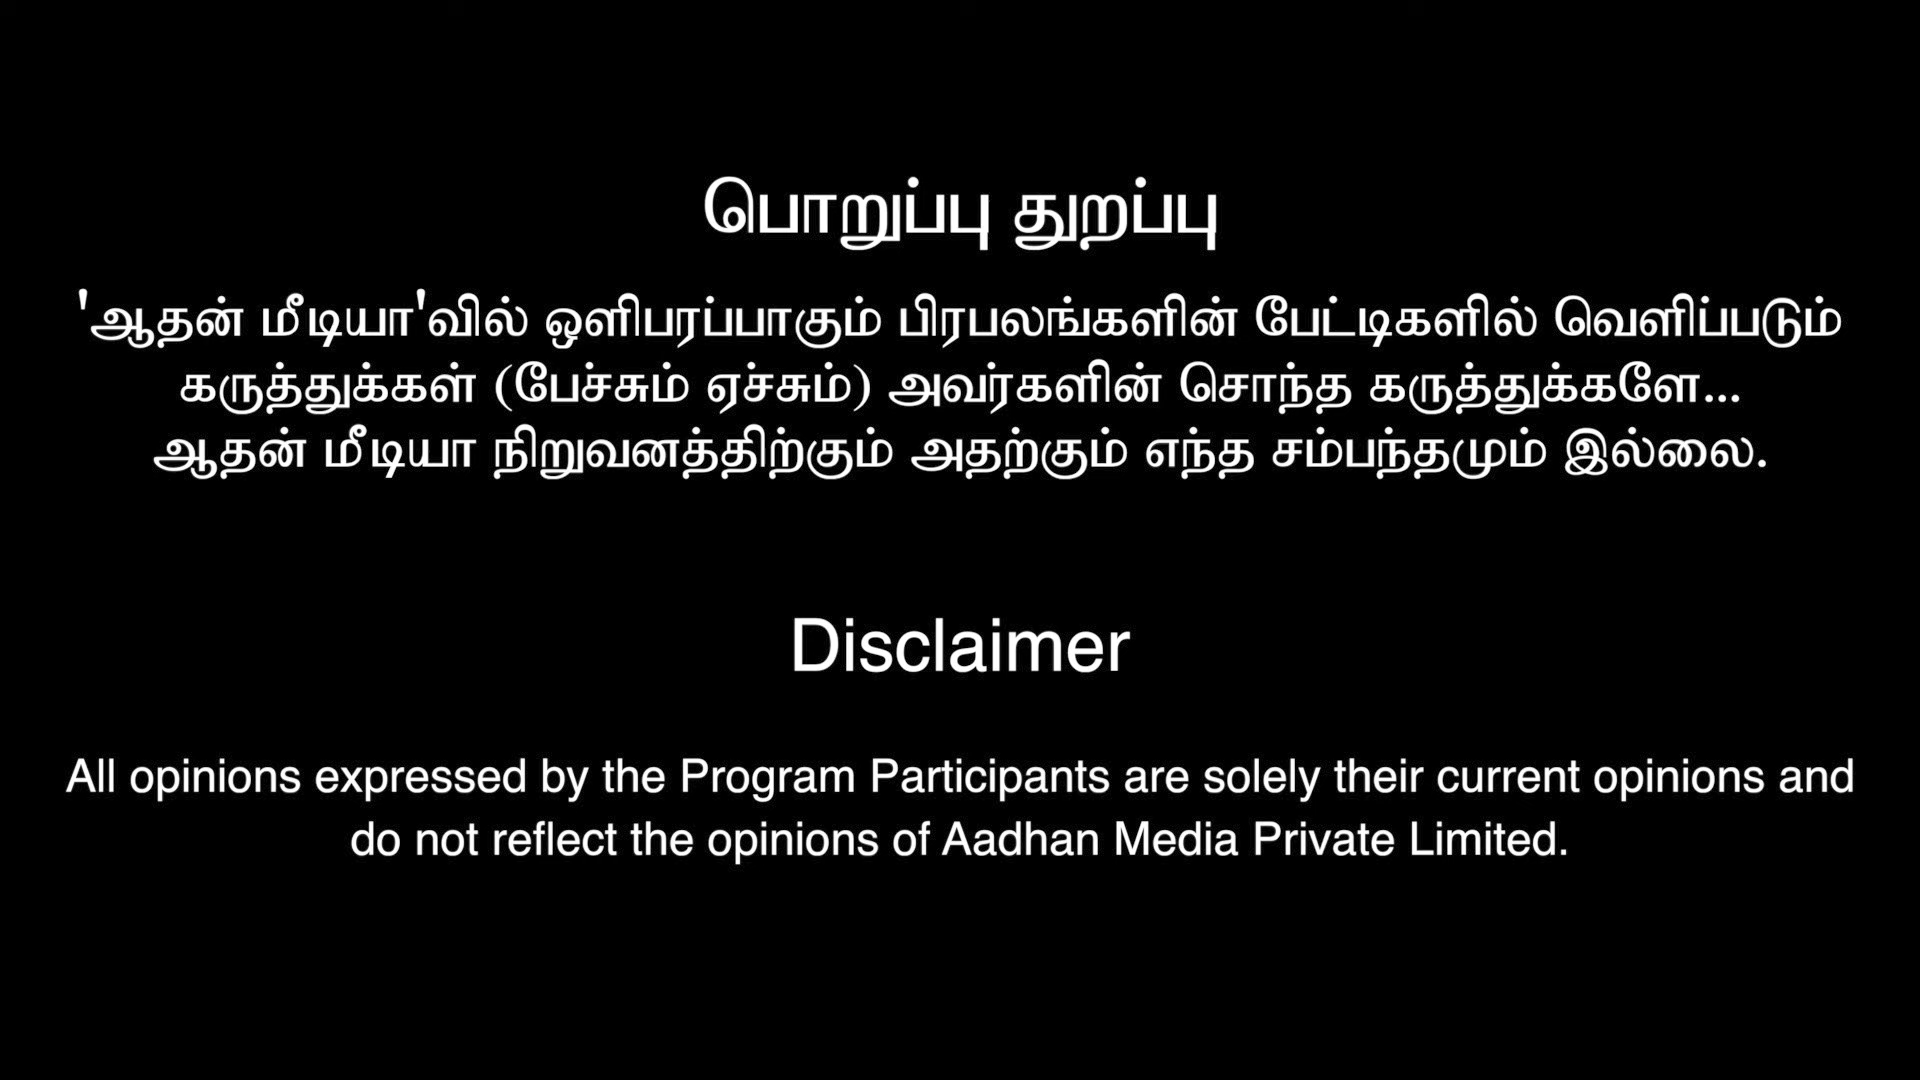 பொறுப்பு துறப்பு
'ஆதன் மீடியா'வில் ஒளிபரப்பாகும் பிரபலங்களின் பேட்டிகளில் வெளிப்படும்
கருத்துக்கள் (பேச்சும் ஏச்சும்) அவர்களின் சொந்த கருத்துக்களே...
ஆதன் மீடியா நிறுவனத்திற்கும் அதற்கும் எந்த சம்பந்தமும் இல்லை.
Disclaimer
All opinions expressed by the Program Participants are solely their current opinions and
do not reflect the opinions of Aadhan Media Private Limited.